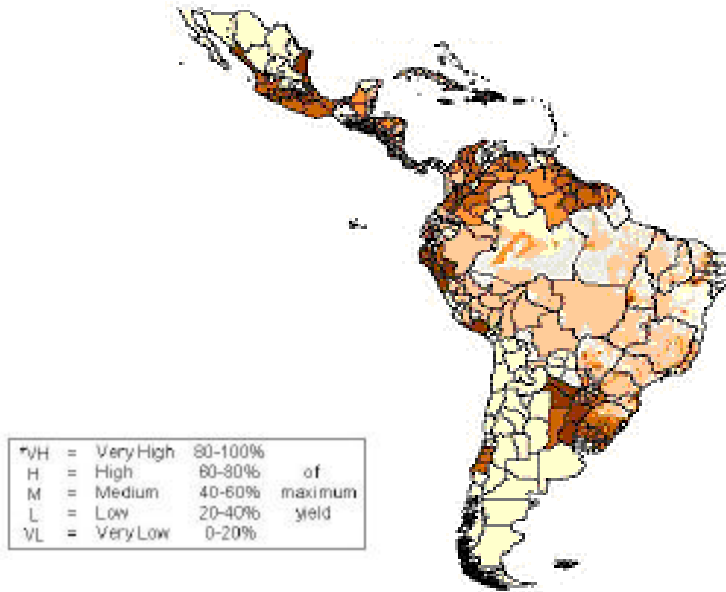 *VH = Very High 80-100%
H = High 60-80% of
M = Medium 40-60% maximum
L = Low 20-40% yield
VL = Very Low 0-20%